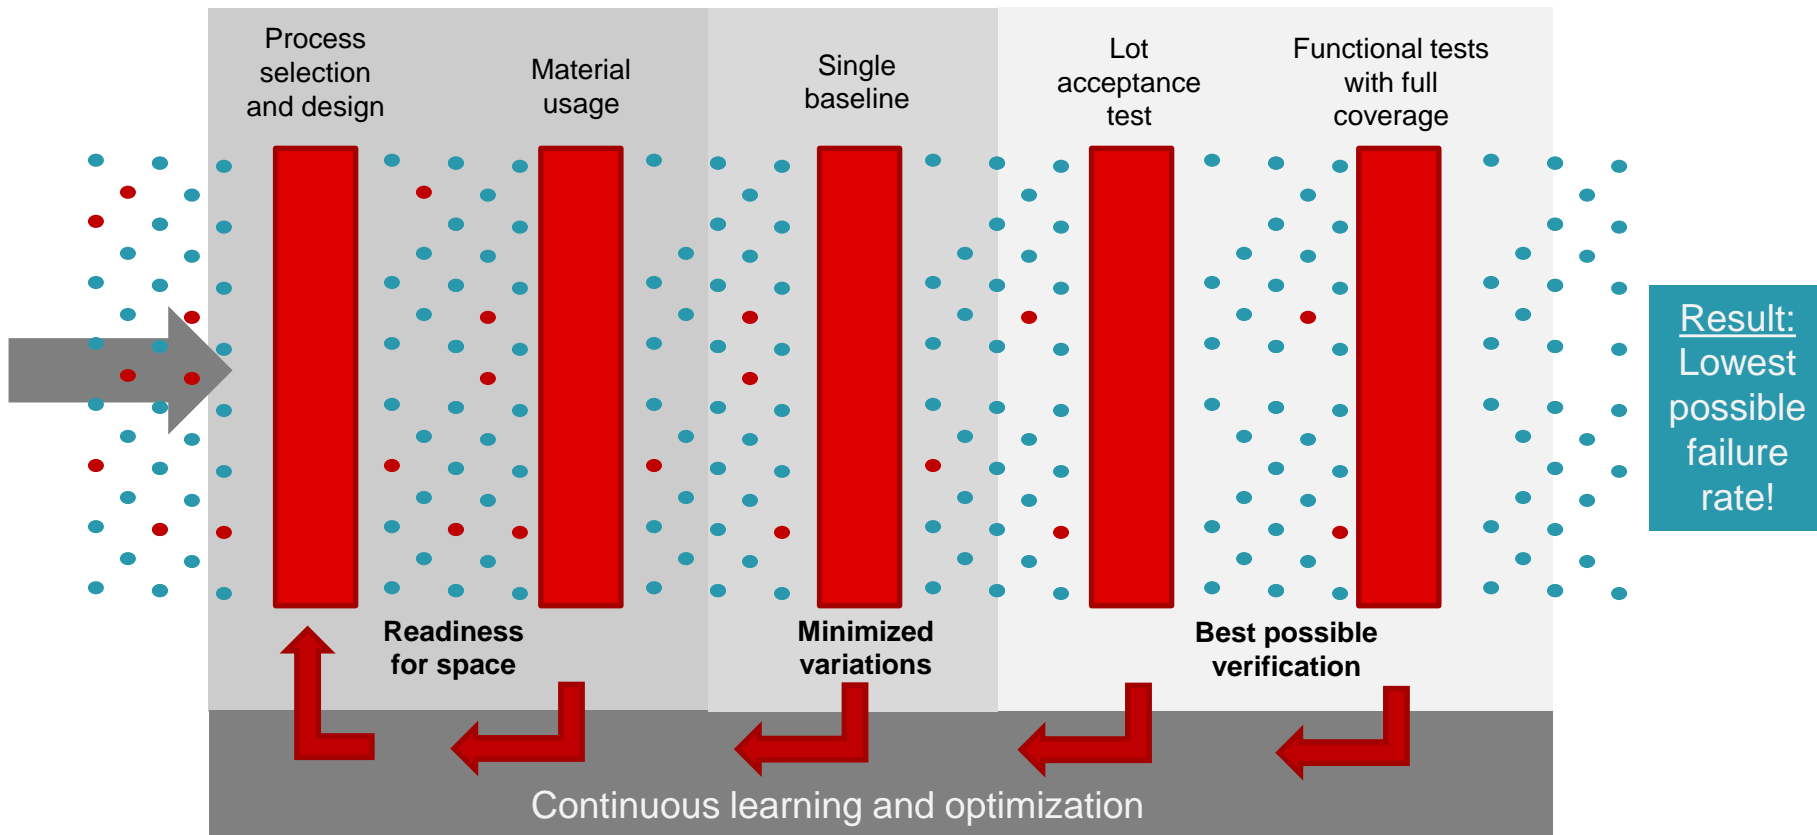 Process
selection
and design
Material
usage
Single
baseline
Lot
acceptance
test
Functional tests
with full
coverage
Result:
Lowest
possible
failure
rate!
Readiness
for space
Minimized
variations
Best possible
verification
Continuous learning and optimization